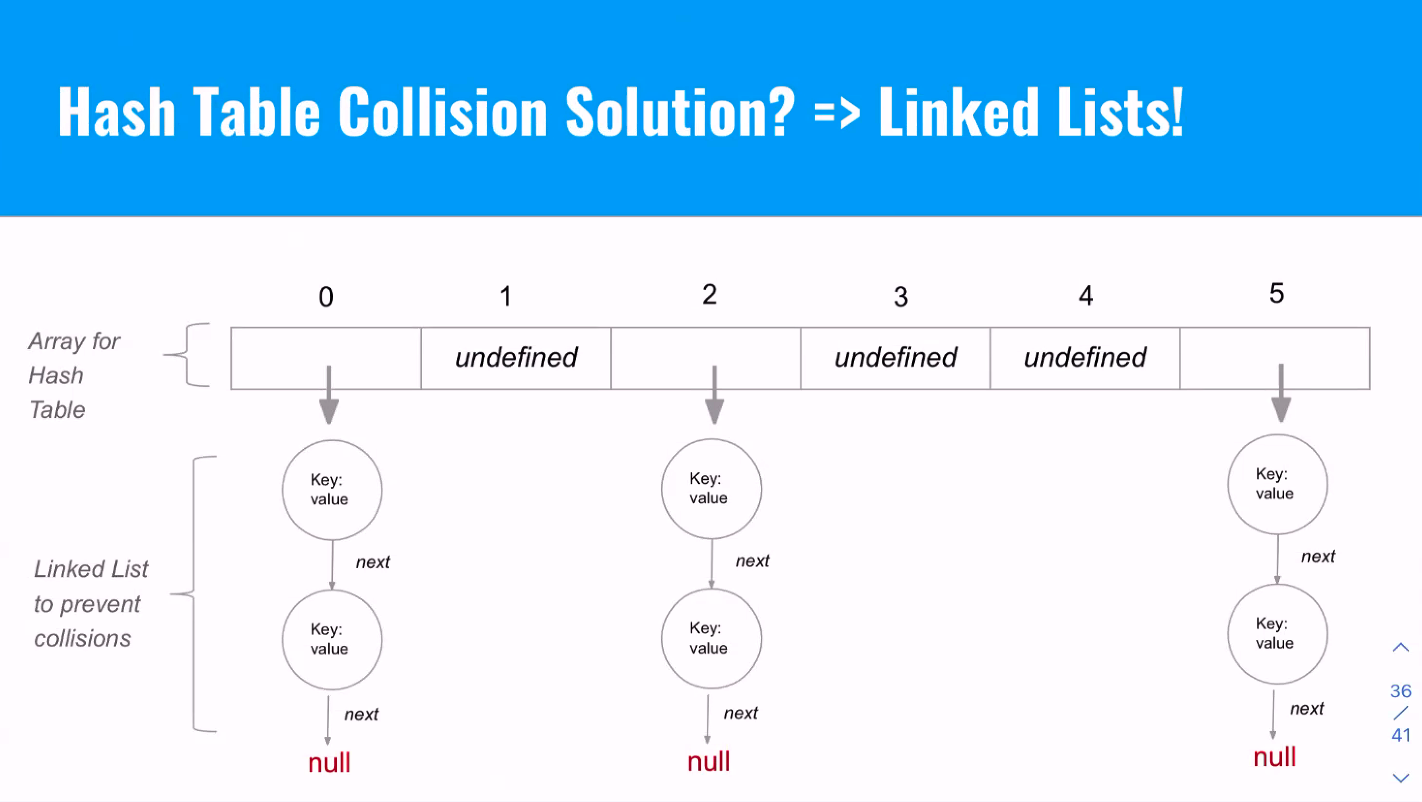 Hash Table Collision Solution? => Linked Lists!
0
1
2
3
4
5
Array for
Hash
Table
undefined
undefined
undefined
Key:
value
Key:
value
Key:
value
next
next
next
Linked List
to prevent
collisions
Key:
value
Key:
value
Key:
value
next
next
next
null
null
null
36
/
41